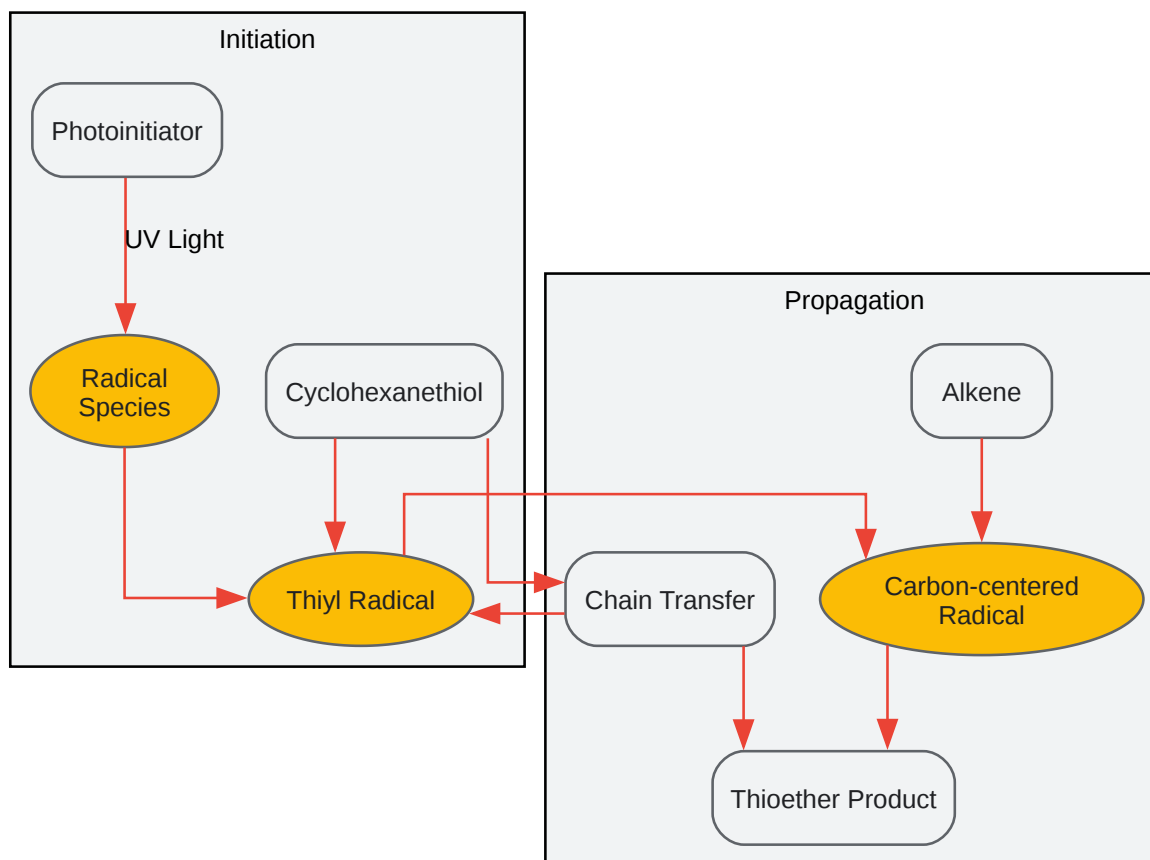 Initiation
Photoinitiator
UV Light
Propagation
Radical
Species
Cyclohexanethiol
Alkene
Thiyl Radical
Chain Transfer
Carbon-centered
Radical
Thioether Product